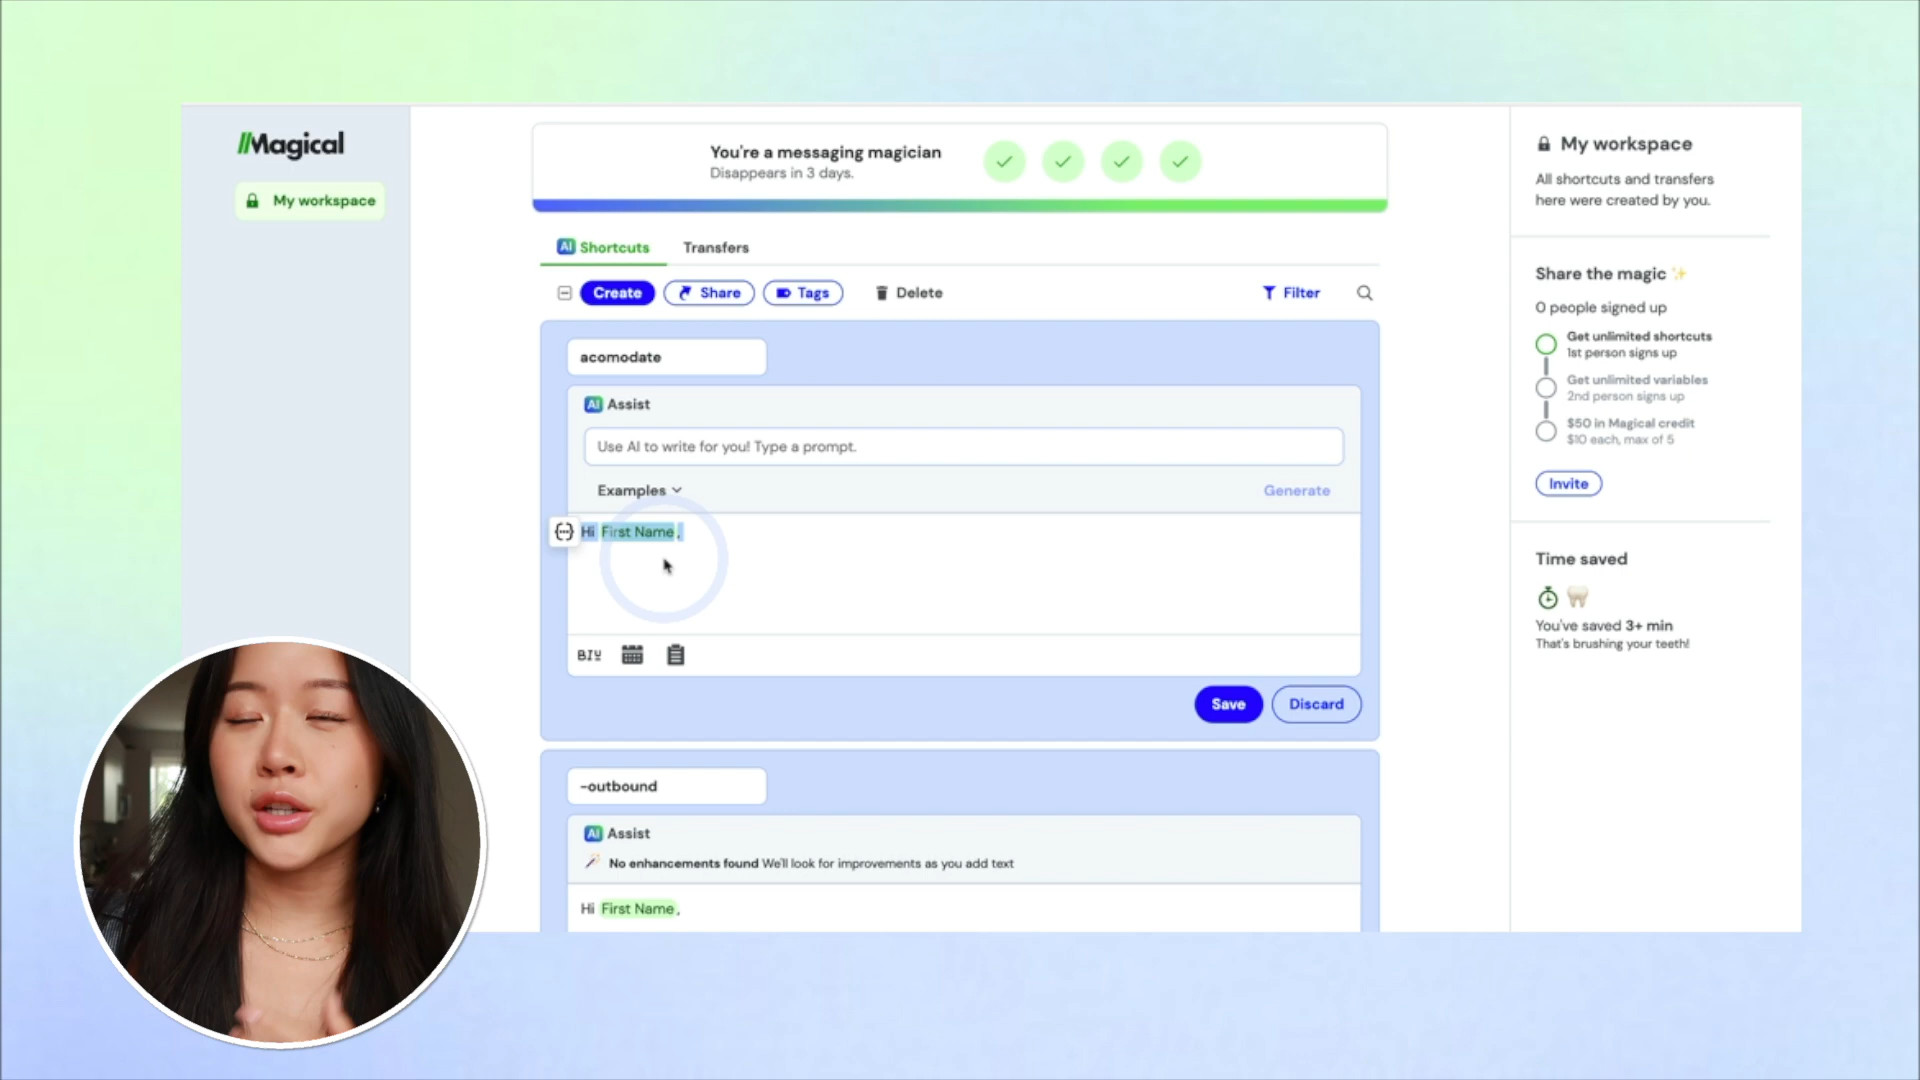 //Magical
My workspace
You're a messaging magician
Disappears in 3 days.
AI Shortcuts
Transfers
Create
Share
Tags
Delete
Filter
acomodate
AI Assist
Use AI to write for you! Type a prompt.
Examples
Generate
{...} Hi First Name,
BIU
Save
Discard
-outbound
AI Assist
No enhancements found We'll look for improvements as you add text
Hi First Name,
My workspace
All shortcuts and transfers
here were created by you.
Share the magic
0 people signed up
Get unlimited shortcuts
1st person signs up
Get unlimited variables
2nd person signs up
$50 in Magical credit
$10 each, max of 5
Invite
Time saved
You've saved 3+ min
That's brushing your teeth!